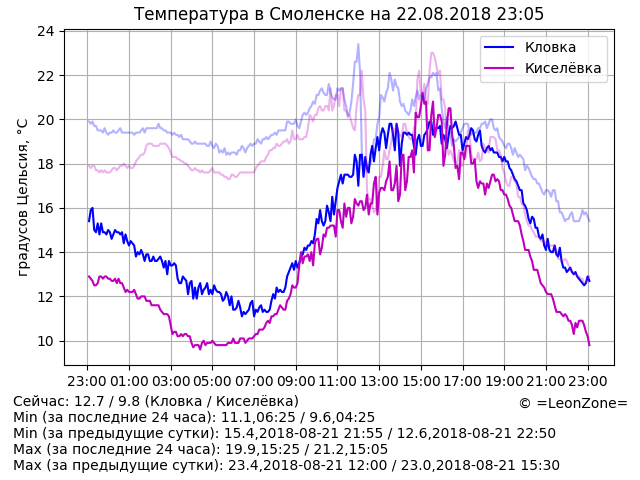 Температура в Смоленске на 22.08.2018 23:05
Кловка
Киселёвка
градусов Цельсия, °C
24
22
20
18
16
14
12
10
23:00 01:00 03:00 05:00 07:00 09:00 11:00 13:00 15:00 17:00 19:00 21:00 23:00
Сейчас: 12.7 / 9.8 (Кловка / Киселёвка)
© =LeonZone=
Min (за последние 24 часа): 11.1,06:25 / 9.6,04:25
Min (за предыдущие сутки): 15.4,2018-08-21 21:55 / 12.6,2018-08-21 22:50
Max (за последние 24 часа): 19.9,15:25 / 21.2,15:05
Max (за предыдущие сутки): 23.4,2018-08-21 12:00 / 23.0,2018-08-21 15:30